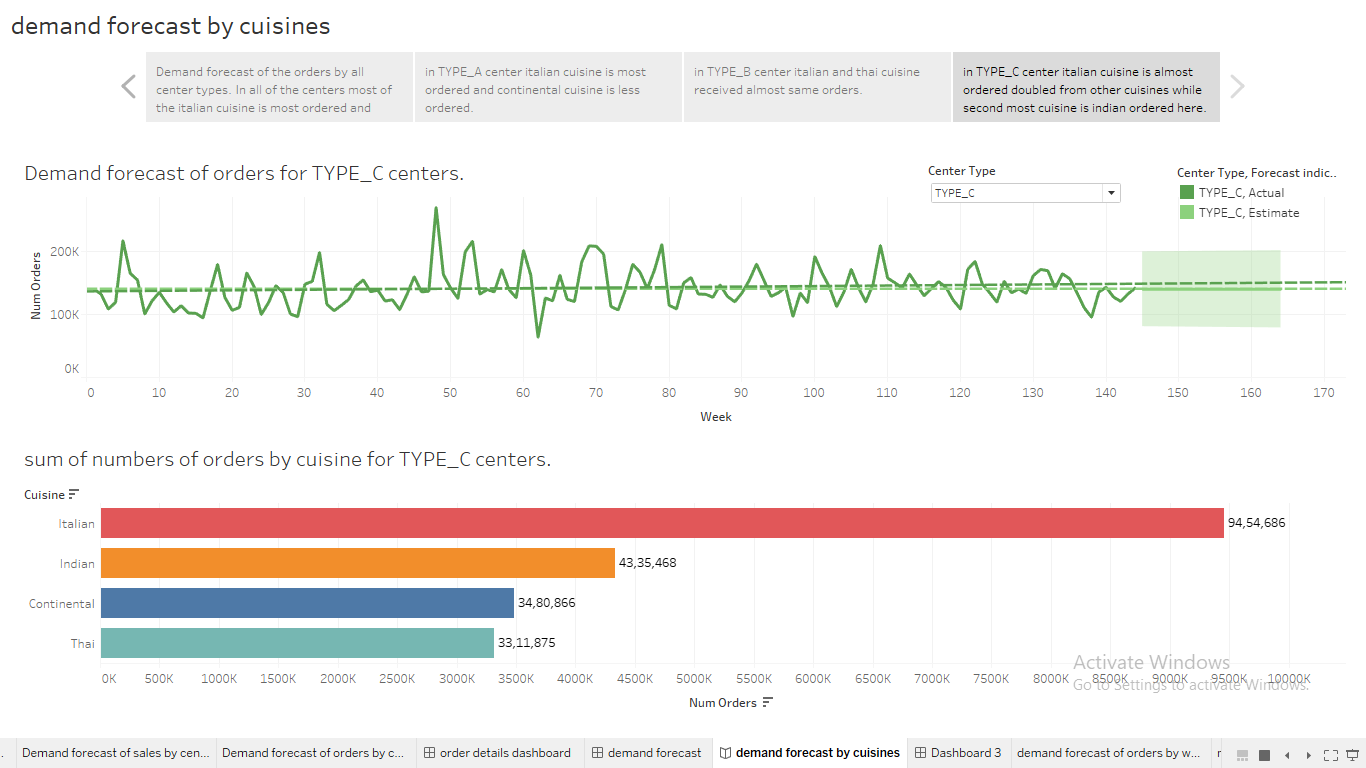 demand forecast by cuisines
Demand forecast of the orders by all
center types. In all of the centers most of
the italian cuisine is most ordered and
in TYPE_A center italian cuisine is most
ordered and continental cuisine is less
ordered.
in TYPE_B center italian and thai cuisine
received almost same orders.
in TYPE_C center italian cuisine is almost
ordered doubled from other cuisines while
second most cuisine is indian ordered here.
Demand forecast of orders for TYPE_C centers.
Center Type
TYPE_C
Center Type, Forecast indic..
TYPE_C, Actual
TYPE_C, Estimate
Num Orders
200K
100K
0K
0 10 20 30 40 50 60 70 80 90 100 110 120 130 140 150 160 170
Week
sum of numbers of orders by cuisine for TYPE_C centers.
Cuisine
Italian 94,54,686
Indian 43,35,468
Continental 34,80,866
Thai 33,11,875
0K 500K 1000K 1500K 2000K 2500K 3000K 3500K 4000K 4500K 5000K 5500K 6000K 6500K 7000K 7500K 8000K 8500K 9000K 9500K 10000K
Num Orders
Activate Windows
Go to Settings to activate Windows.
Demand forecast of sales by cen... Demand forecast of orders by c... order details dashboard demand forecast demand forecast by cuisines Dashboard 3 demand forecast of orders by w...